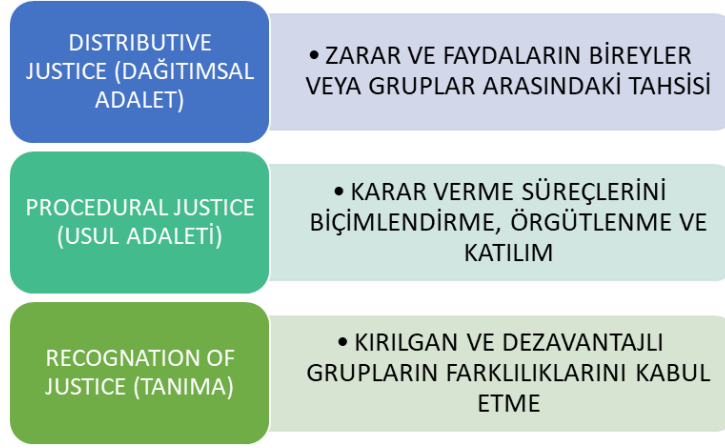 DISTRIBUTIVE
JUSTICE (DAĞITIMSAL
ADALET)
• ZARAR VE FAYDALARIN BİREYLER
VEYA GRUPLAR ARASINDAKİ TAHSİSİ
PROCEDURAL JUSTICE
(USUL ADALETİ)
• KARAR VERME SÜREÇLERİNİ
BİÇİMLENDİRME, ÖRGÜTLENME VE
KATILIM
RECOGNATION OF
JUSTICE (TANIMA)
• KIRILGAN VE DEZAVANTAJLI
GRUPLARIN FARKLILIKLARINI KABUL
ETME